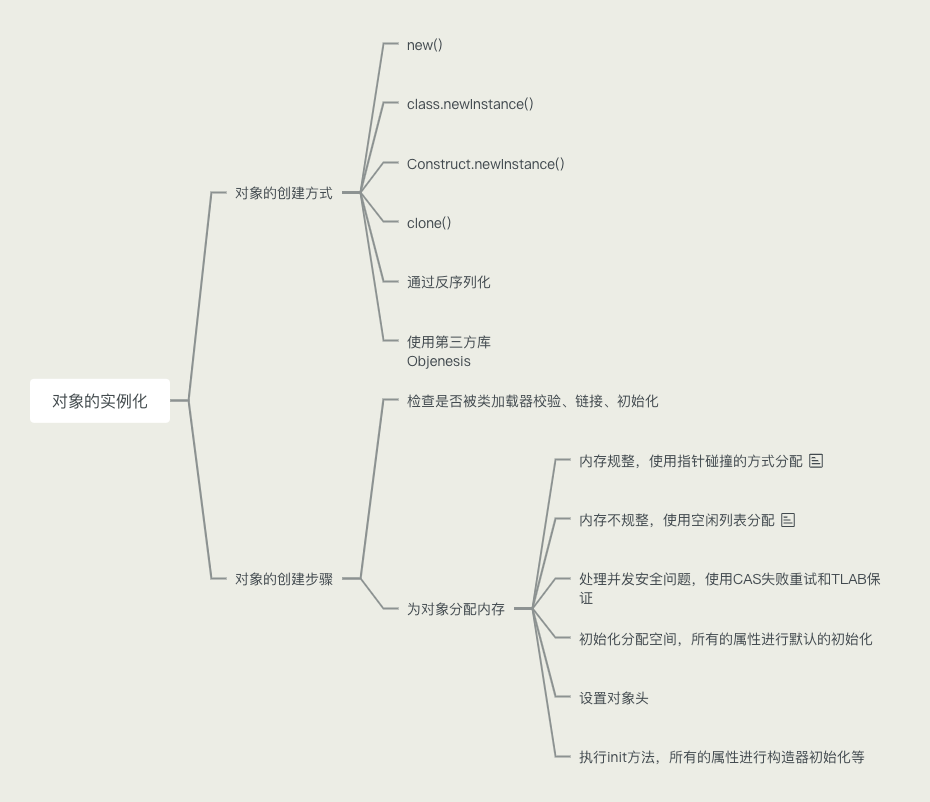 new()
class.newInstance()
Construct.newInstance()
对象的创建方式
clone()
通过反序列化
使用第三方库
Objenesis
对象的实例化
检查是否被类加载器校验、链接、初始化
内存规整，使用指针碰撞的方式分配
内存不规整，使用空闲列表分配
对象的创建步骤
处理并发安全问题，使用CAS失败重试和TLAB保
证
为对象分配内存
初始化分配空间，所有的属性进行默认的初始化
设置对象头
执行init方法，所有的属性进行构造器初始化等